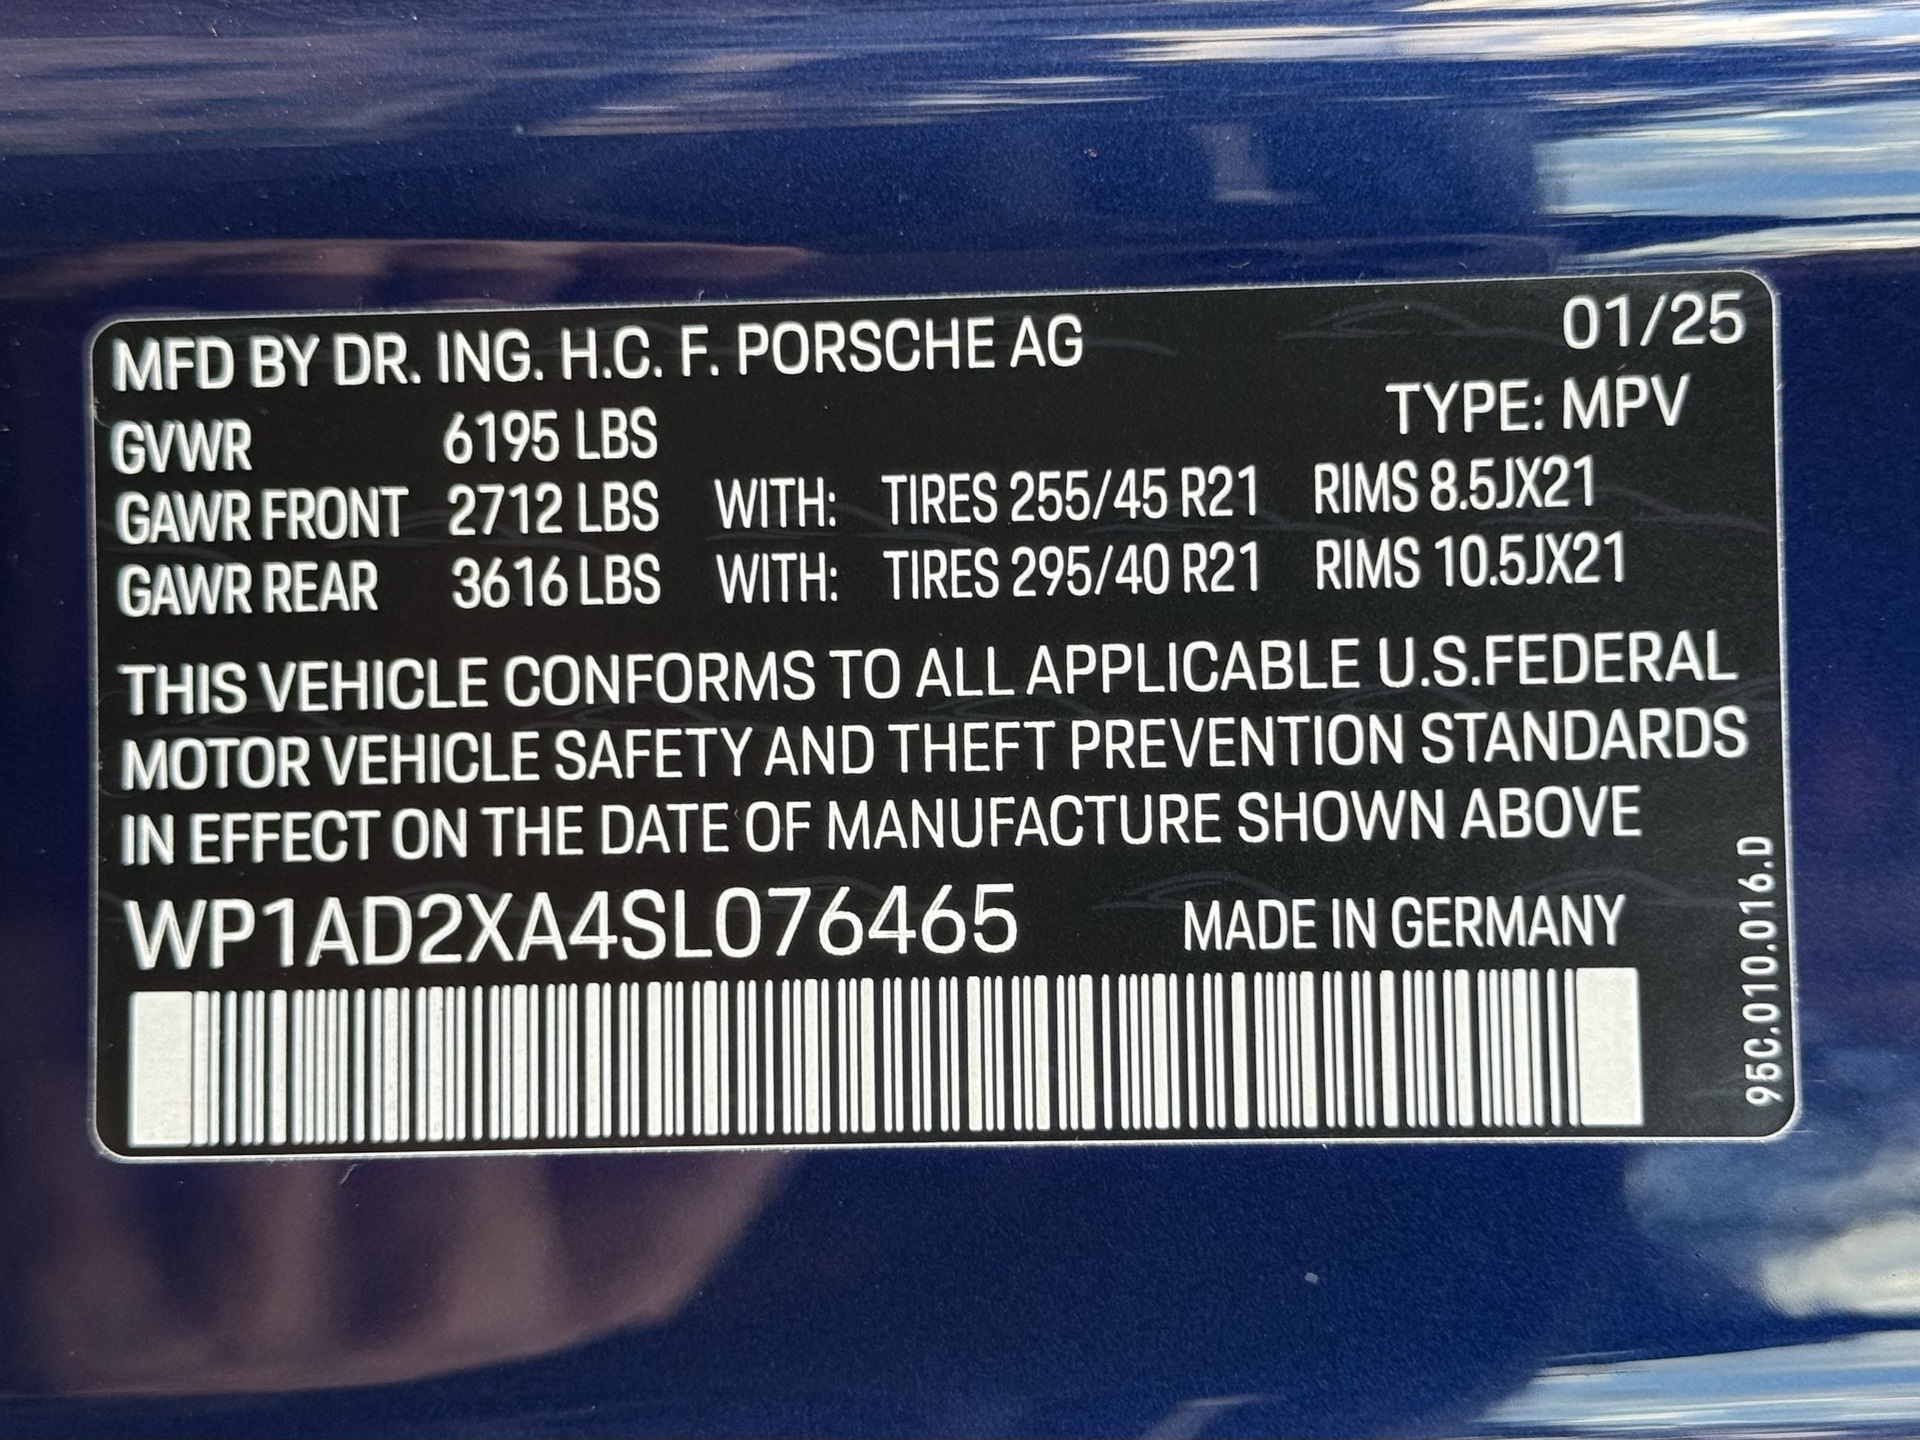 MFD BY DR. ING. H.C. F. PORSCHE AG 01/25
GVWR 6195 LBS TYPE: MPV
GAWR FRONT 2712 LBS WITH: TIRES 255/45 R21 RIMS 8.5JX21
GAWR REAR 3616 LBS WITH: TIRES 295/40 R21 RIMS 10.5JX21
THIS VEHICLE CONFORMS TO ALL APPLICABLE U.S.FEDERAL
MOTOR VEHICLE SAFETY AND THEFT PREVENTION STANDARDS
IN EFFECT ON THE DATE OF MANUFACTURE SHOWN ABOVE
WP1AD2XA4SL076465 MADE IN GERMANY
95C.010.016.D